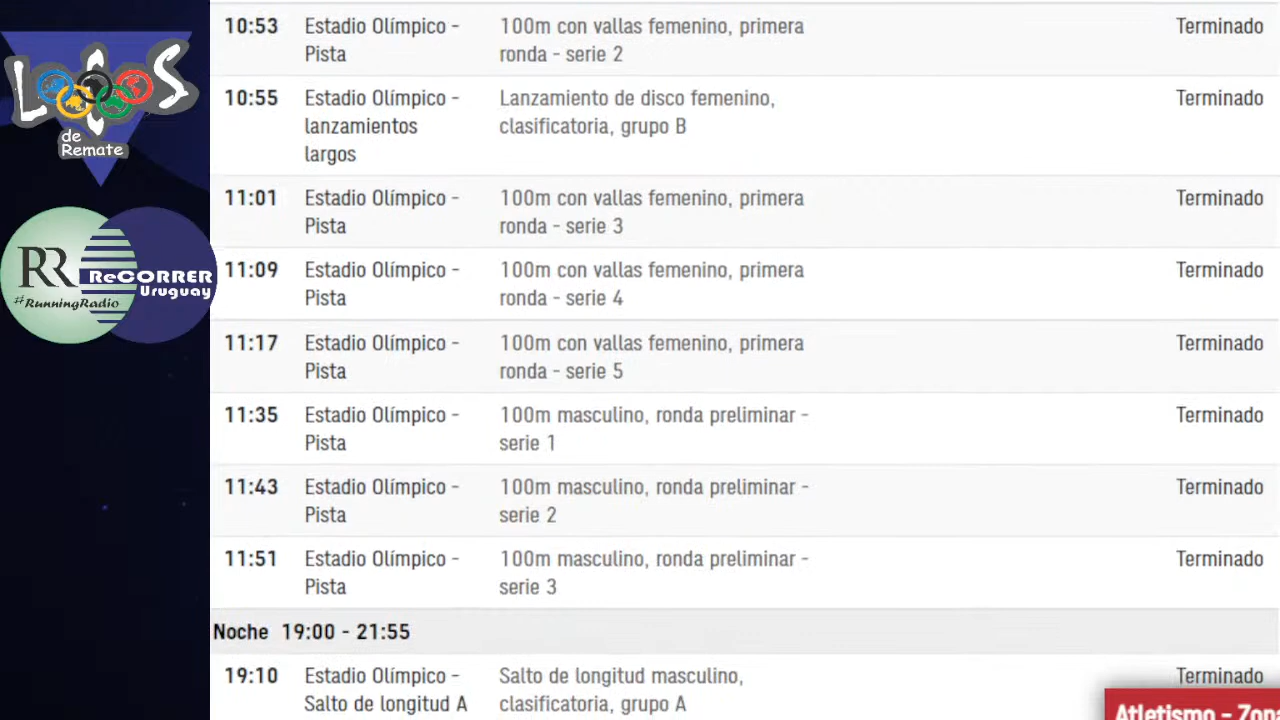 Locos
de
Remate
RR
ReCORRER
#RunningRadio
Uruguay
10:53 Estadio Olímpico - 100m con vallas femenino, primera Terminado
Pista ronda - serie 2
10:55 Estadio Olímpico - Lanzamiento de disco femenino, Terminado
lanzamientos clasificatoria, grupo B
largos
11:01 Estadio Olímpico - 100m con vallas femenino, primera Terminado
Pista ronda - serie 3
11:09 Estadio Olímpico - 100m con vallas femenino, primera Terminado
Pista ronda - serie 4
11:17 Estadio Olímpico - 100m con vallas femenino, primera Terminado
Pista ronda - serie 5
11:35 Estadio Olímpico - 100m masculino, ronda preliminar - Terminado
Pista serie 1
11:43 Estadio Olímpico - 100m masculino, ronda preliminar - Terminado
Pista serie 2
11:51 Estadio Olímpico - 100m masculino, ronda preliminar - Terminado
Pista serie 3
Noche 19:00 - 21:55
19:10 Estadio Olímpico - Salto de longitud masculino, Terminado
Salto de longitud A clasificatoria, grupo A
Atletismo - Zona